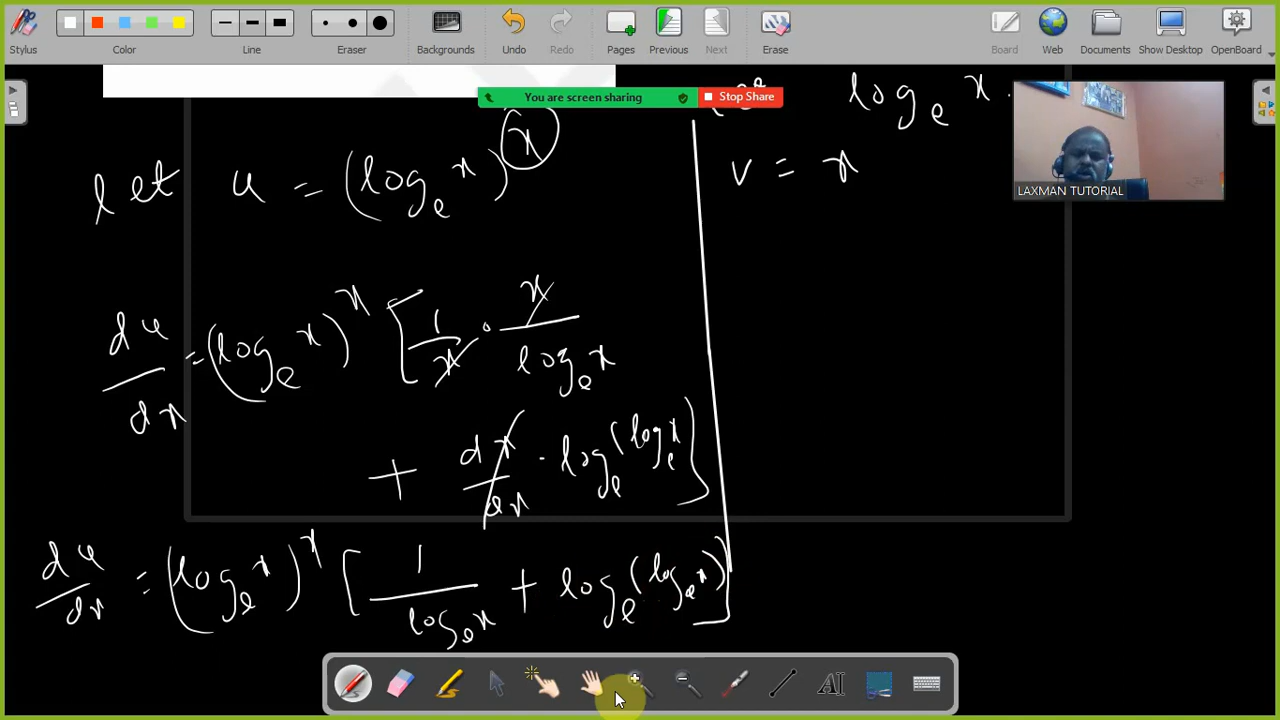 Stylus Color Line Eraser Backgrounds Undo Redo Pages Previous Next Erase Board Web Documents Show Desktop OpenBoard
You are screen sharing Stop Share
let u = (log_e x)^x
du/dx = (log_e x)^x [1/x · x/log_e x
+ dx/dx · log_e(log_e x)]
du/dx = (log_e x)^x [1/log_e x + log_e(log_e x)]
log_e x
v = x
LAXMAN TUTORIAL